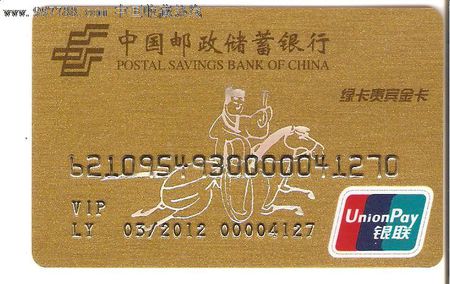 www.997788.com 中国收藏热线
中国邮政储蓄银行
POSTAL SAVINGS BANK OF CHINA
绿卡贵宾金卡
6210954930000041270
VIP
LY 03/2012 00004127
UnionPay
银联